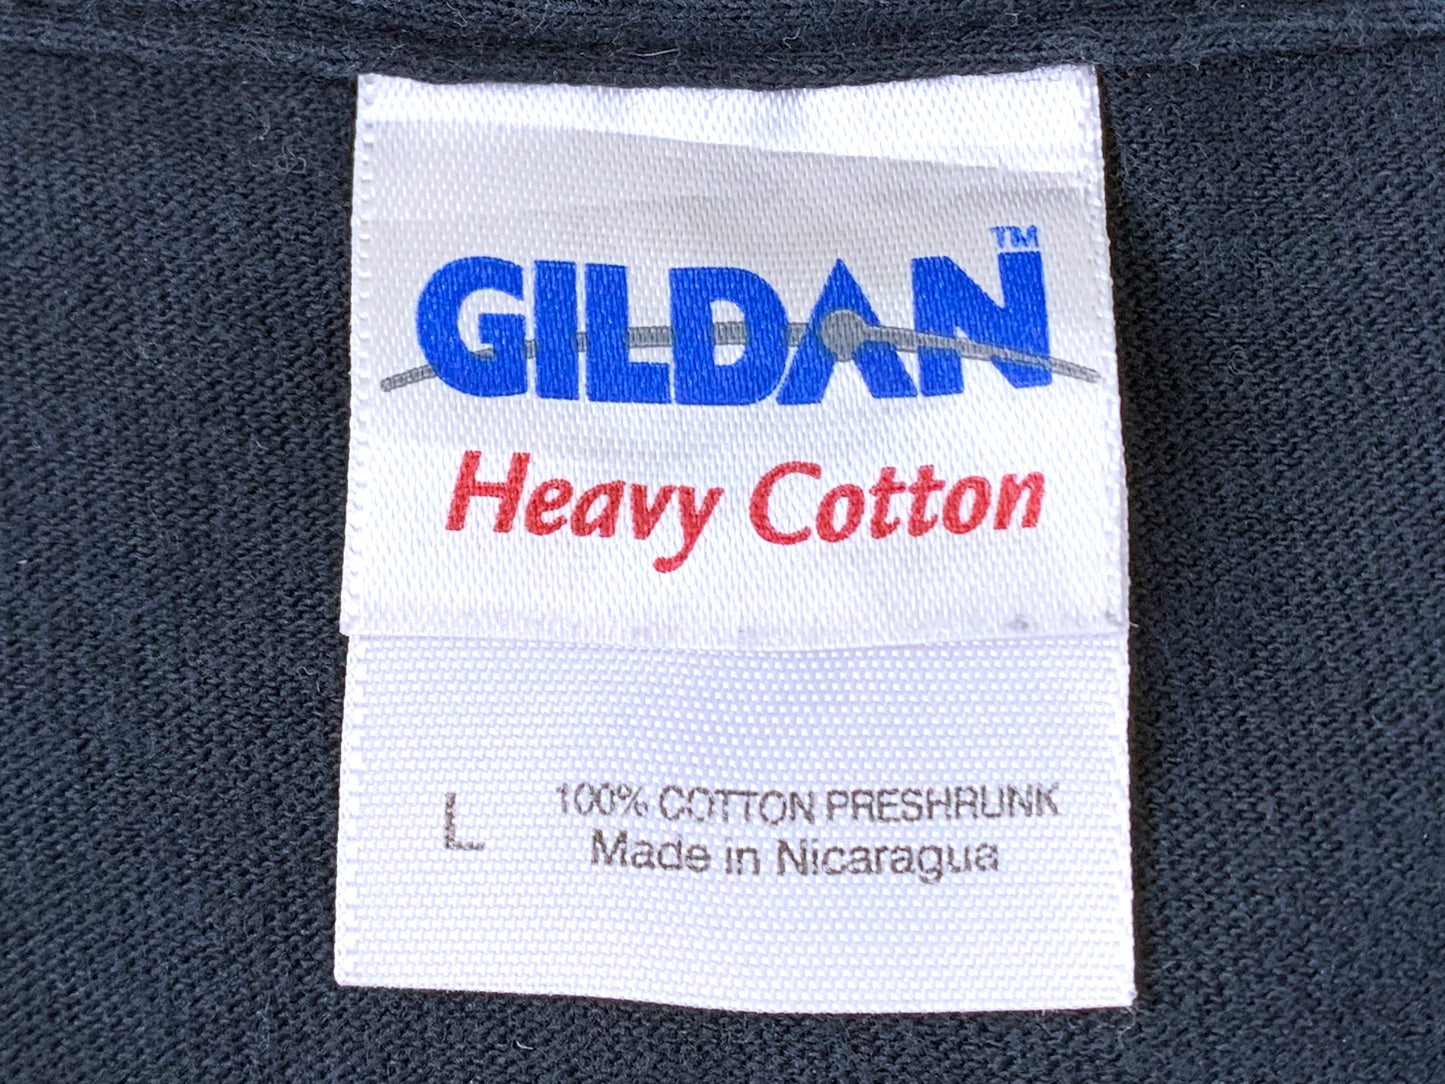 GILDAN™
Heavy Cotton
L
100% COTTON PRESHRUNK
Made in Nicaragua